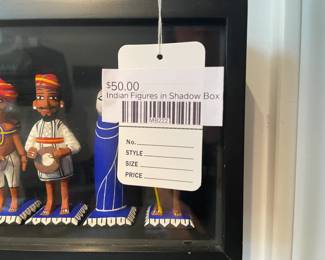 $50.00
Indian Figures in Shadow Box
No.
STYLE
SIZE
PRICE